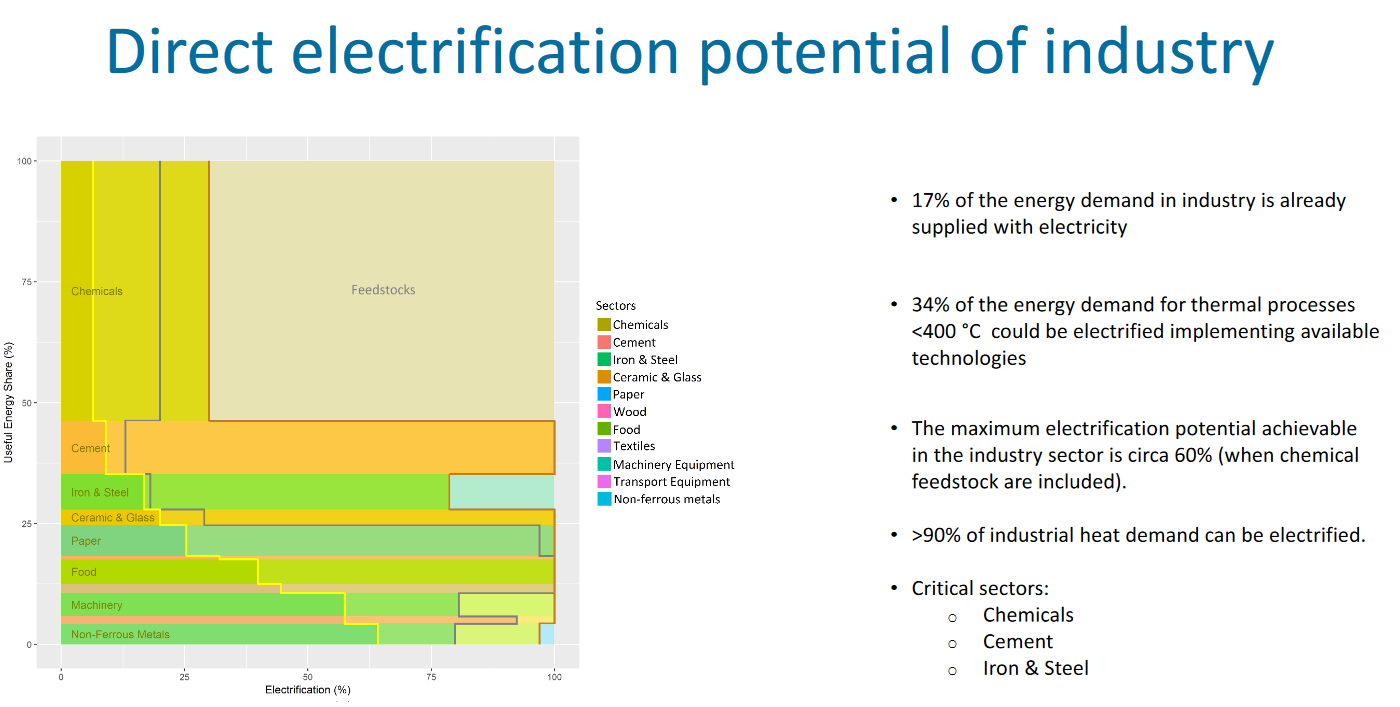 Direct electrification potential of industry
100
75
50
25
0
Useful Energy Share (%)
Chemicals
Feedstocks
Cement
Iron & Steel
Ceramic & Glass
Paper
Food
Machinery
Non-Ferrous Metals
0 25 50 75 100
Electrification (%)
Sectors
Chemicals
Cement
Iron & Steel
Ceramic & Glass
Paper
Wood
Food
Textiles
Machinery Equipment
Transport Equipment
Non-ferrous metals
• 17% of the energy demand in industry is already
supplied with electricity
• 34% of the energy demand for thermal processes
<400 °C could be electrified implementing available
technologies
• The maximum electrification potential achievable
in the industry sector is circa 60% (when chemical
feedstock are included).
• >90% of industrial heat demand can be electrified.
• Critical sectors:
o Chemicals
o Cement
o Iron & Steel